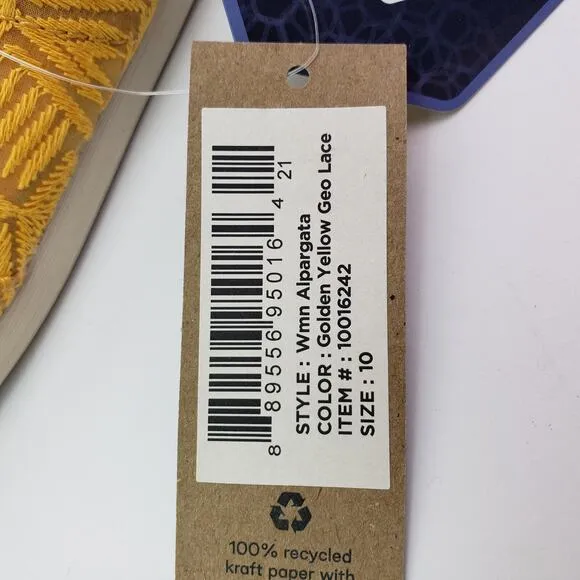 8 89556 95016 4 21
STYLE : Wmn Alpargata
COLOR : Golden Yellow Geo Lace
ITEM # : 10016242
SIZE : 10
100% recycled
kraft paper with